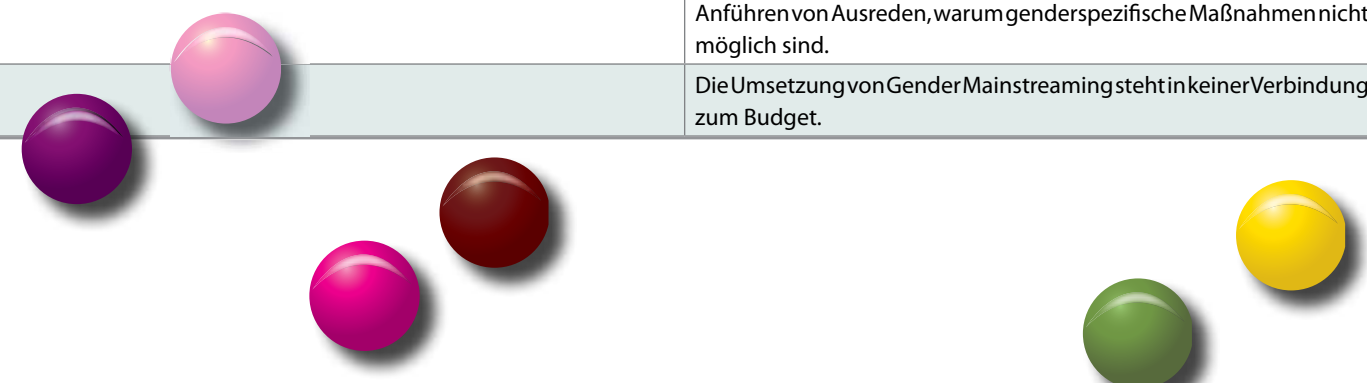 Anführen von Ausreden, warum genderspezifische Maßnahmen nicht
möglich sind.
Die Umsetzung von Gender Mainstreaming steht in keiner Verbindung
zum Budget.